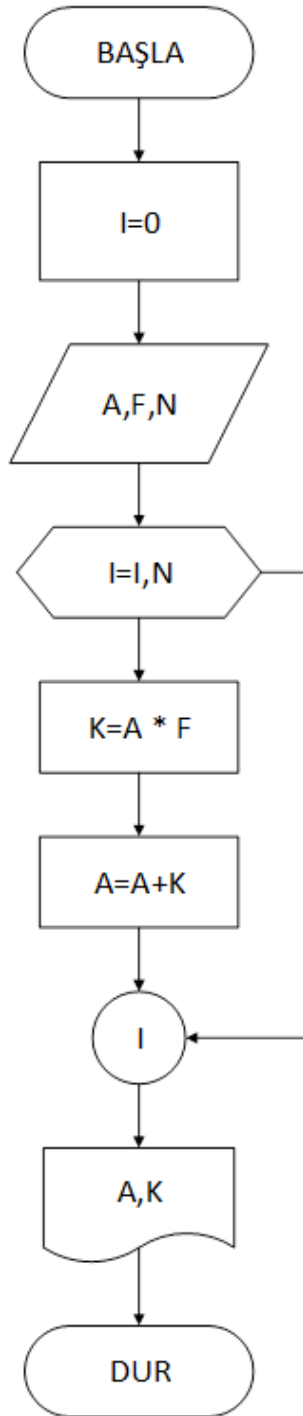 BAŞLA
I=0
A,F,N
I=I,N
K=A * F
A=A+K
I
A,K
DUR